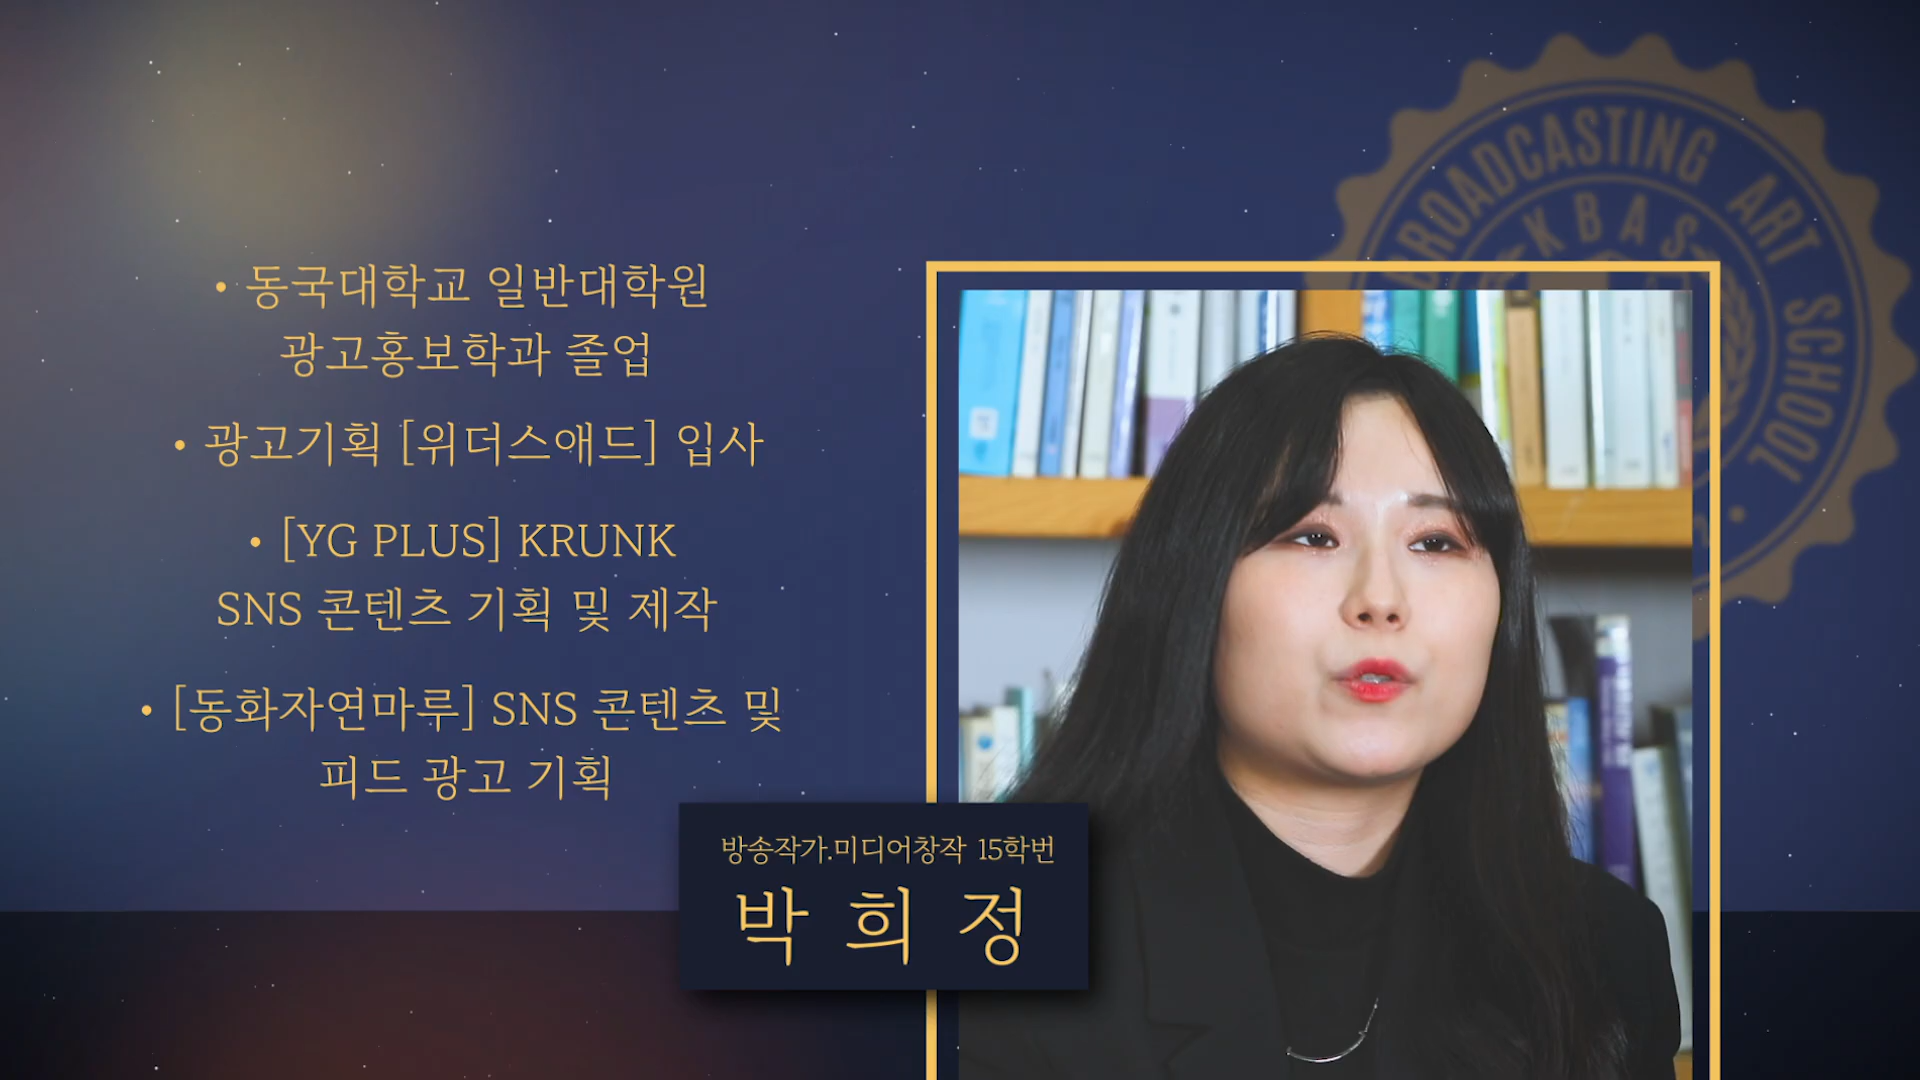 • 동국대학교 일반대학원
광고홍보학과 졸업
• 광고기획 [위더스애드] 입사
• [YG PLUS] KRUNK
SNS 콘텐츠 기획 및 제작
• [동화자연마루] SNS 콘텐츠 및
피드 광고 기획
방송작가.미디어창작 15학번
박희정
BROADCASTING ART SCHOOL
KBAS